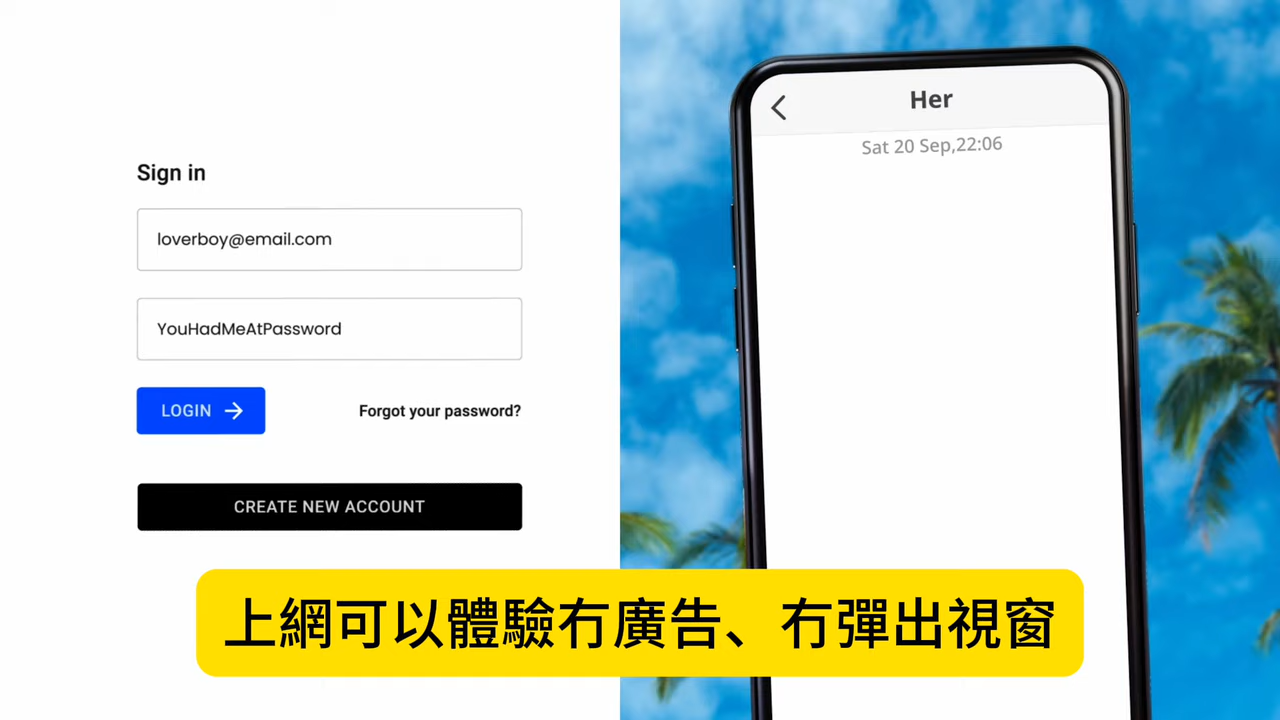 Sign in
loverboy@email.com
YouHadMeAtPassword
LOGIN
Forgot your password?
CREATE NEW ACCOUNT
Her
Sat 20 Sep,22:06
上網可以體驗冇廣告、冇彈出視窗